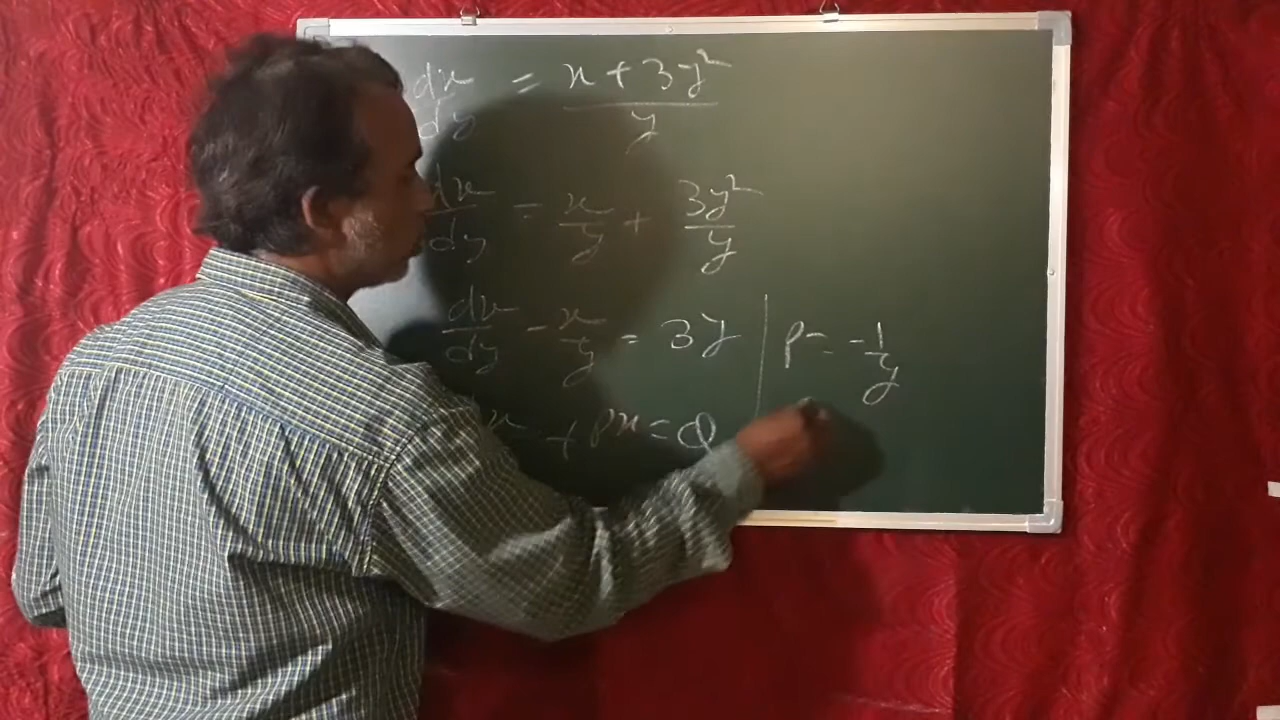 dx/dy = (x + 3y²)/y
dx/dy = x/y + 3y²/y
dx/dy - x/y = 3y | P = -1/y
x + Px = Q